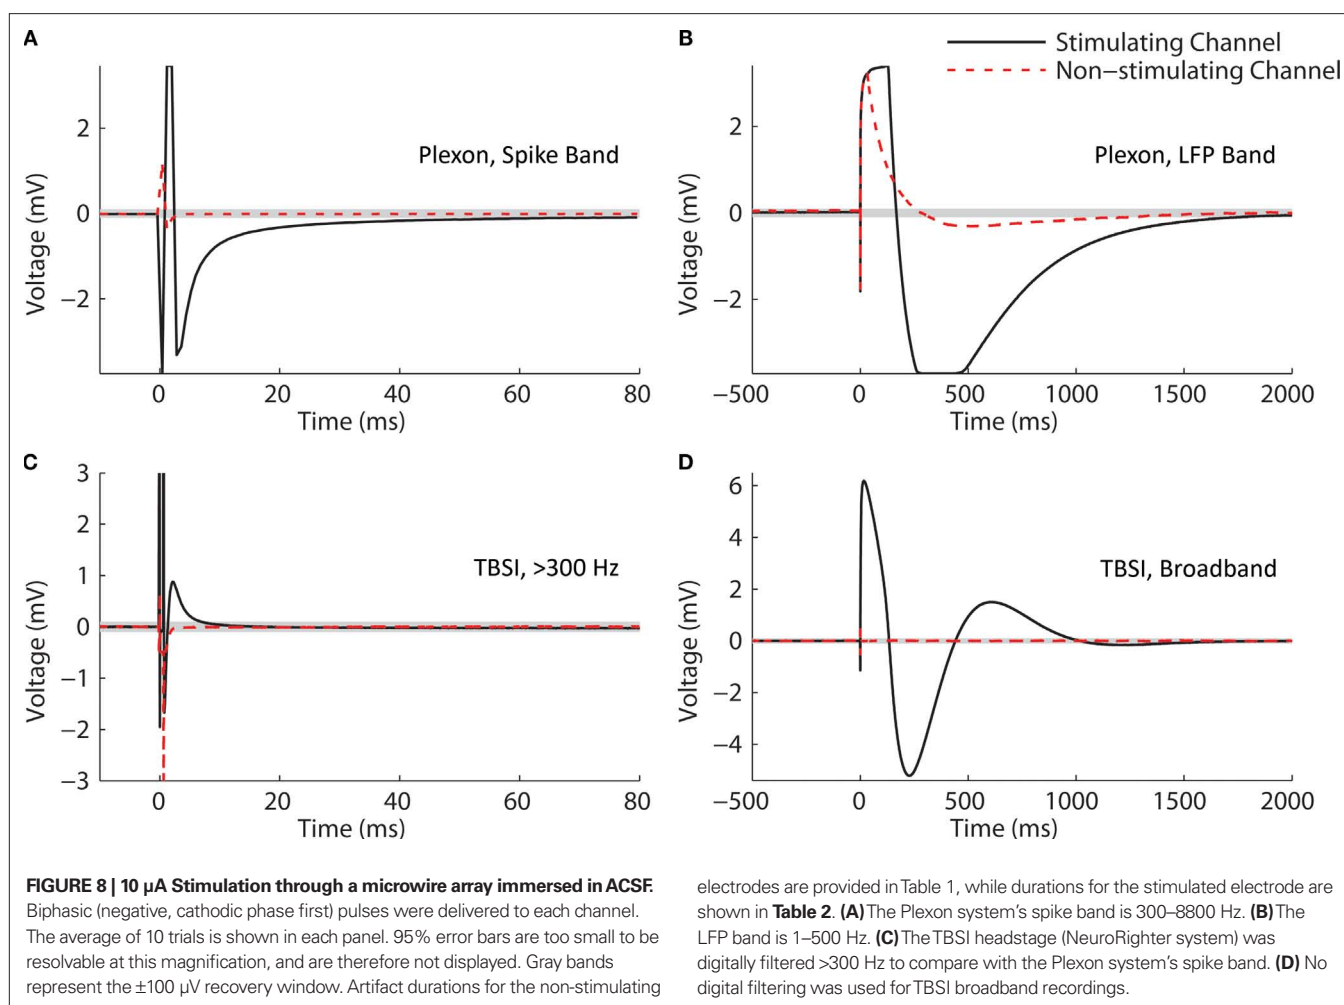 A
2
0
−2
Voltage (mV)
Plexon, Spike Band
0
20
40
60
80
Time (ms)
B
Stimulating Channel
Non−stimulating Channel
2
0
−2
Voltage (mV)
Plexon, LFP Band
−500
0
500
1000
1500
2000
Time (ms)
C
3
2
1
0
−1
−2
−3
Voltage (mV)
TBSI, >300 Hz
0
20
40
60
80
Time (ms)
D
6
4
2
0
−2
−4
Voltage (mV)
TBSI, Broadband
−500
0
500
1000
1500
2000
Time (ms)
FIGURE 8 | 10 μA Stimulation through a microwire array immersed in ACSF.
Biphasic (negative, cathodic phase first) pulses were delivered to each channel.
The average of 10 trials is shown in each panel. 95% error bars are too small to be
resolvable at this magnification, and are therefore not displayed. Gray bands
represent the ±100 μV recovery window. Artifact durations for the non-stimulating
electrodes are provided in Table 1, while durations for the stimulated electrode are
shown in Table 2. (A) The Plexon system's spike band is 300–8800 Hz. (B) The
LFP band is 1–500 Hz. (C) The TBSI headstage (NeuroRighter system) was
digitally filtered >300 Hz to compare with the Plexon system's spike band. (D) No
digital filtering was used for TBSI broadband recordings.